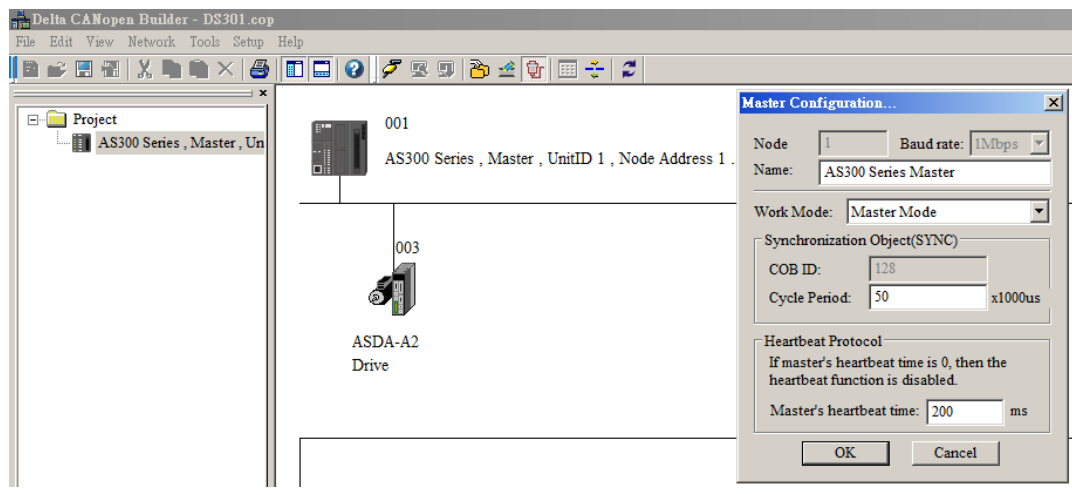 Delta CANopen Builder - DS301.cop
File Edit View Network Tools Setup Help
Project
AS300 Series , Master , Un
001
AS300 Series , Master , UnitID 1 , Node Address 1 .
003
ASDA-A2
Drive
Master Configuration...
Node 1 Baud rate: 1Mbps
Name: AS300 Series Master
Work Mode: Master Mode
Synchronization Object(SYNC)
COB ID: 128
Cycle Period: 50 x1000us
Heartbeat Protocol
If master's heartbeat time is 0, then the
heartbeat function is disabled.
Master's heartbeat time: 200 ms
OK Cancel